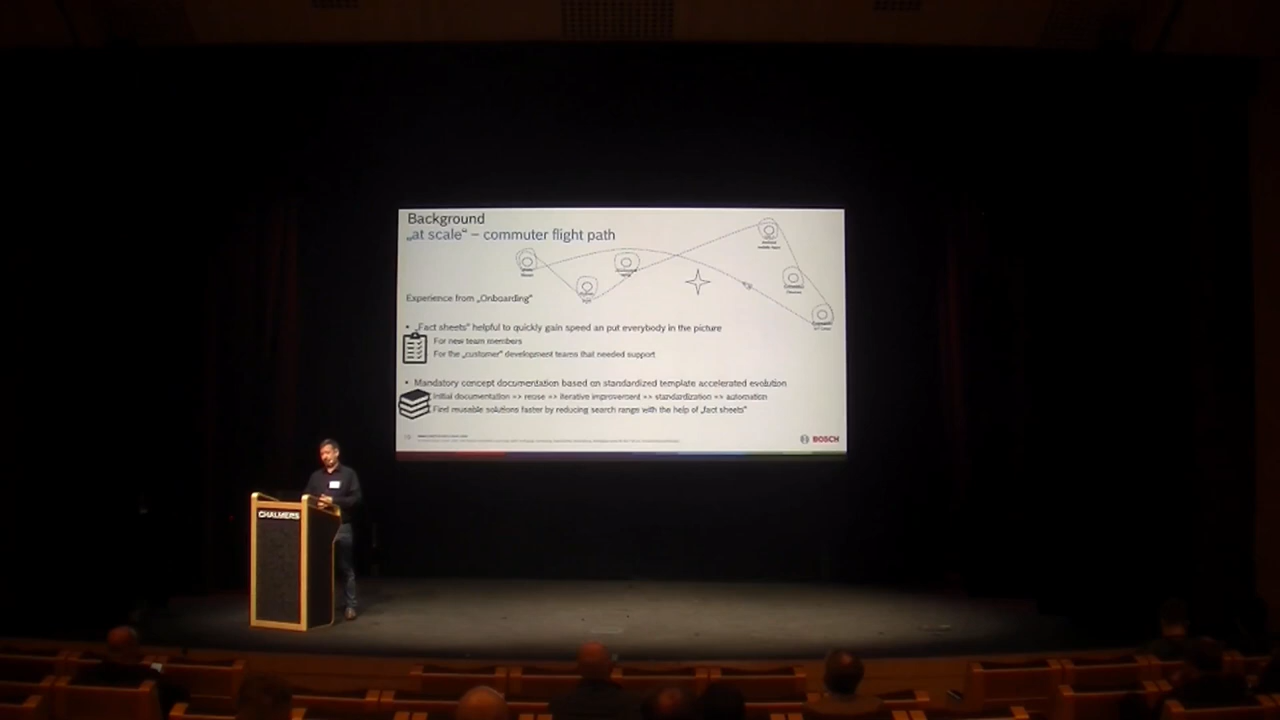 Background
„at scale“ – commuter flight path
Experience from „Onboarding“
• „Fact sheets“ helpful to quickly gain speed an put everybody in the picture
For new team members
For the „customer“ development teams that needed support
• Mandatory concept documentation based on standardized template accelerated evolution
Initial documentation => reuse => iterative improvement => standardization => automation
Find reusable solutions faster by reducing search range with the help of „fact sheets“
BOSCH
CHALMERS